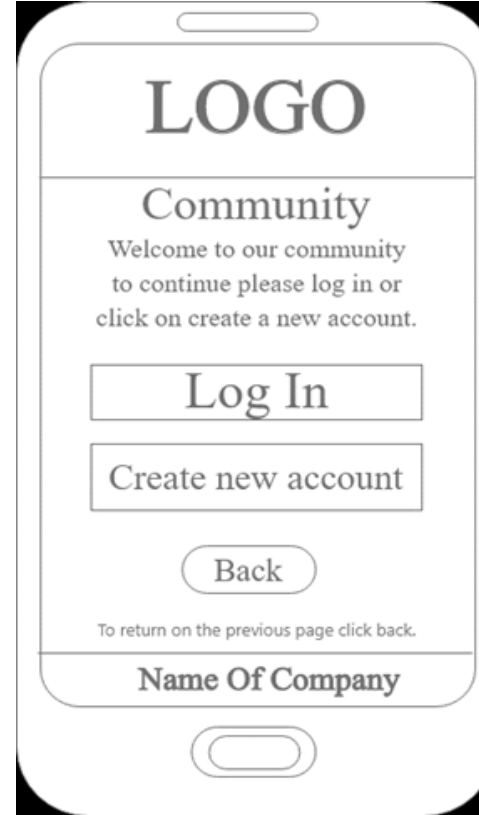 LOGO
Community
Welcome to our community
to continue please log in or
click on create a new account.
Log In
Create new account
Back
To return on the previous page click back.
Name Of Company